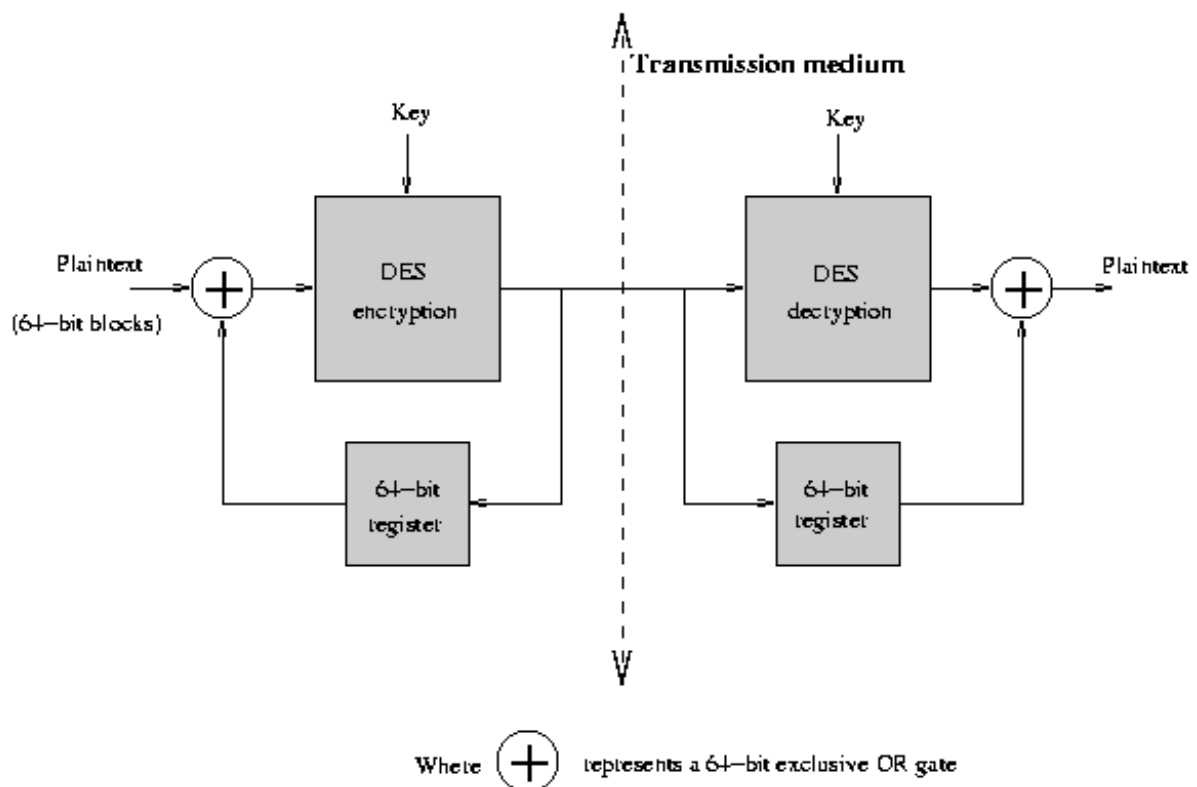 Transmission medium
Key
Key
Plaintext
(64-bit blocks)
DES
encryption
DES
decryption
Plaintext
64-bit
register
64-bit
register
Where + represents a 64-bit exclusive OR gate